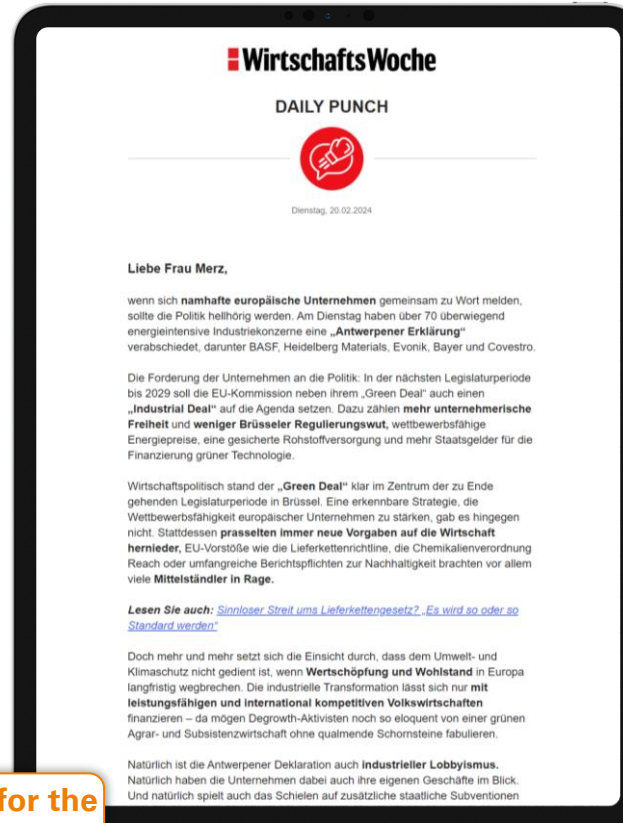 WirtschaftsWoche
DAILY PUNCH
Dienstag, 20.02.2024
Liebe Frau Merz,
wenn sich namhafte europäische Unternehmen gemeinsam zu Wort melden,
sollte die Politik hellhörig werden. Am Dienstag haben über 70 überwiegend
energieintensive Industriekonzerne eine „Antwerpener Erklärung“
verabschiedet, darunter BASF, Heidelberg Materials, Evonik, Bayer und Covestro.
Die Forderung der Unternehmen an die Politik: In der nächsten Legislaturperiode
bis 2029 soll die EU-Kommission neben ihrem „Green Deal“ auch einen
„Industrial Deal“ auf die Agenda setzen. Dazu zählen mehr unternehmerische
Freiheit und weniger Brüsseler Regulierungswut, wettbewerbsfähige
Energiepreise, eine gesicherte Rohstoffversorgung und mehr Staatsgelder für die
Finanzierung grüner Technologie.
Wirtschaftspolitisch stand der „Green Deal“ klar im Zentrum der zu Ende
gehenden Legislaturperiode in Brüssel. Eine erkennbare Strategie, die
Wettbewerbsfähigkeit europäischer Unternehmen zu stärken, gab es hingegen
nicht. Stattdessen prasselten immer neue Vorgaben auf die Wirtschaft
hernieder, EU-Vorstöße wie die Lieferkettenrichtline, die Chemikalienverordnung
Reach oder umfangreiche Berichtspflichten zur Nachhaltigkeit brachten vor allem
viele Mittelständler in Rage.
Lesen Sie auch: Sinnloser Streit ums Lieferkettengesetz? „Es wird so oder so
Standard werden“
Doch mehr und mehr setzt sich die Einsicht durch, dass dem Umwelt- und
Klimaschutz nicht gedient ist, wenn Wertschöpfung und Wohlstand in Europa
langfristig wegbrechen. Die industrielle Transformation lässt sich nur mit
leistungsfähigen und international kompetitiven Volkswirtschaften
finanzieren – da mögen Degrowth-Aktivisten noch so eloquent von einer grünen
Agrar- und Subsistenzwirtschaft ohne qualmende Schornsteine fabulieren.
Natürlich ist die Antwerpener Deklaration auch industrieller Lobbyismus.
Natürlich haben die Unternehmen dabei auch ihre eigenen Geschäfte im Blick.
Und natürlich spielt auch das Schielen auf zusätzliche staatliche Subventionen
for the